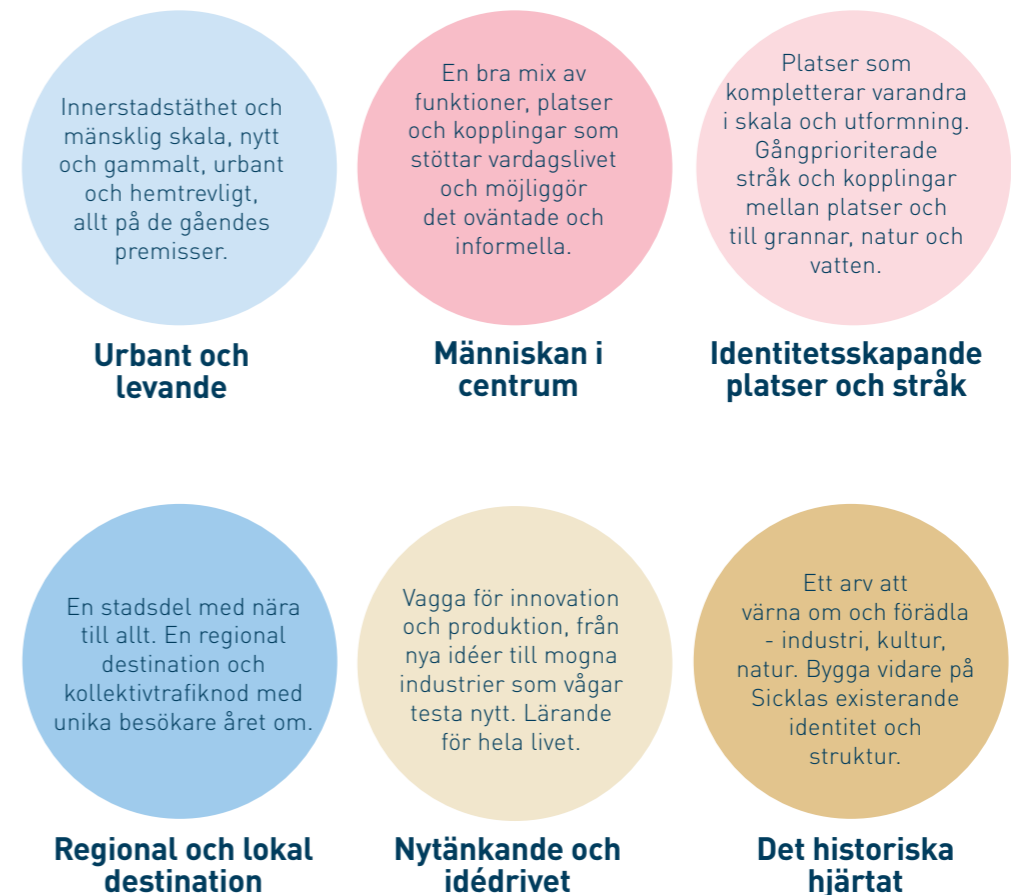 Innerstadstäthet och
mänsklig skala, nytt
och gammalt, urbant
och hemtrevligt,
allt på de gåendes
premisser.
Urbant och
levande
En bra mix av
funktioner, platser
och kopplingar som
stöttar vardagslivet
och möjliggör
det oväntade och
informella.
Människan i
centrum
Platser som
kompletterar varandra
i skala och utformning.
Gångprioriterade
stråk och kopplingar
mellan platser och
till grannar, natur och
vatten.
Identitetsskapande
platser och stråk
En stadsdel med nära
till allt. En regional
destination och
kollektivtrafiknod med
unika besökare året om.
Regional och lokal
destination
Vagga för innovation
och produktion, från
nya idéer till mogna
industrier som vågar
testa nytt. Lärande
för hela livet.
Nytänkande och
idédrivet
Ett arv att
värna om och förädla
- industri, kultur,
natur. Bygga vidare på
Sicklas existerande
identitet och
struktur.
Det historiska
hjärtat